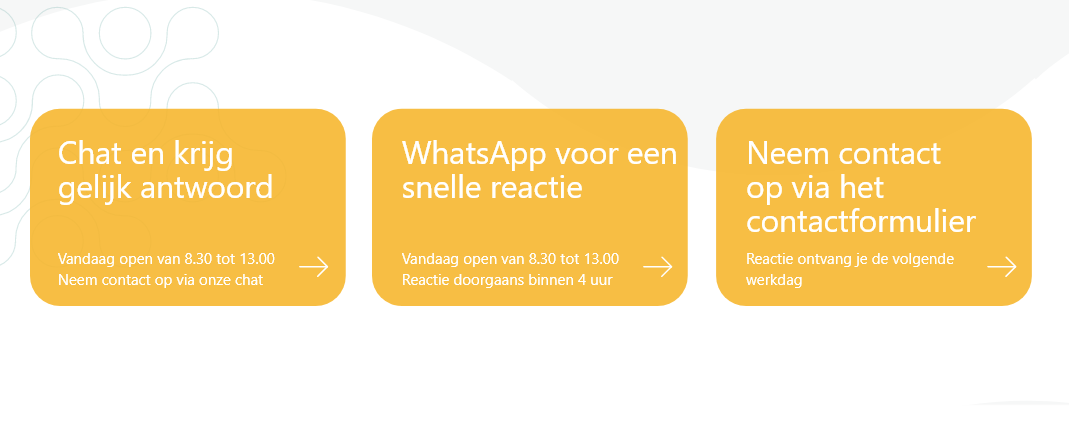 Chat en krijg
gelijk antwoord
Vandaag open van 8.30 tot 13.00
Neem contact op via onze chat
WhatsApp voor een
snelle reactie
Vandaag open van 8.30 tot 13.00
Reactie doorgaans binnen 4 uur
Neem contact
op via het
contactformulier
Reactie ontvang je de volgende
werkdag